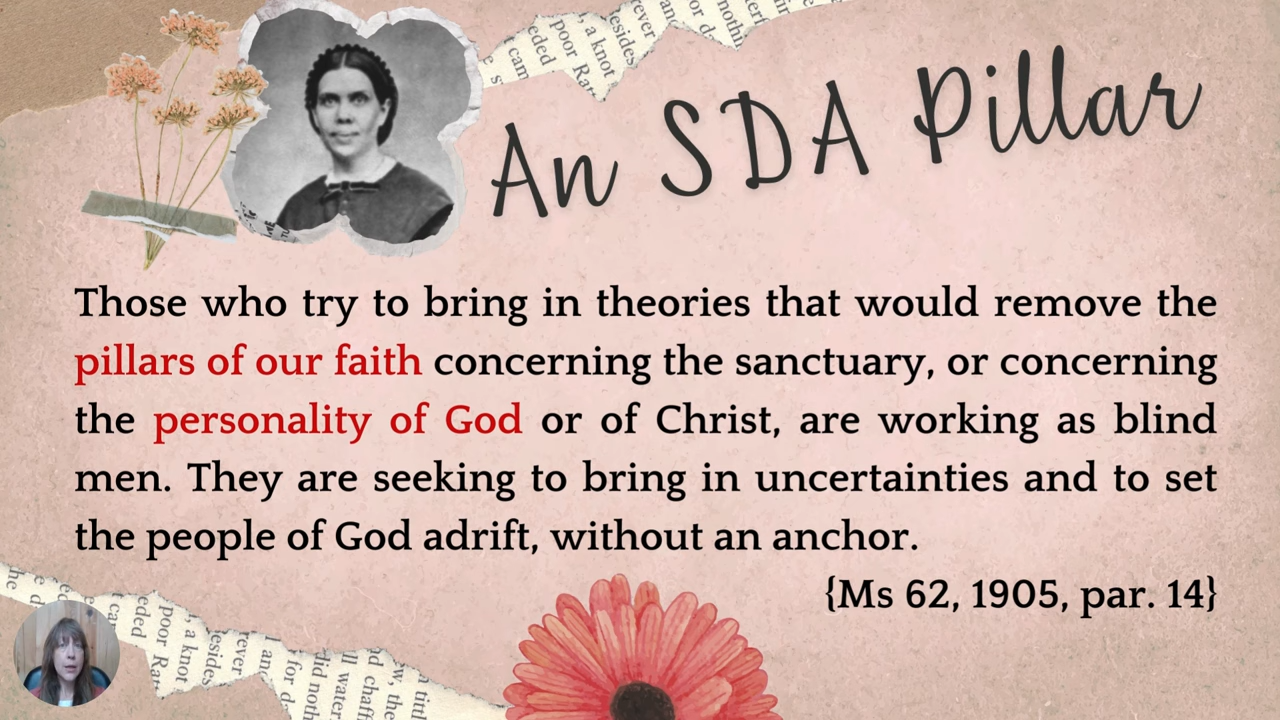 An SDA Pillar
Those who try to bring in theories that would remove the
pillars of our faith concerning the sanctuary, or concerning
the personality of God or of Christ, are working as blind
men. They are seeking to bring in uncertainties and to set
the people of God adrift, without an anchor.
{Ms 62, 1905, par. 14}